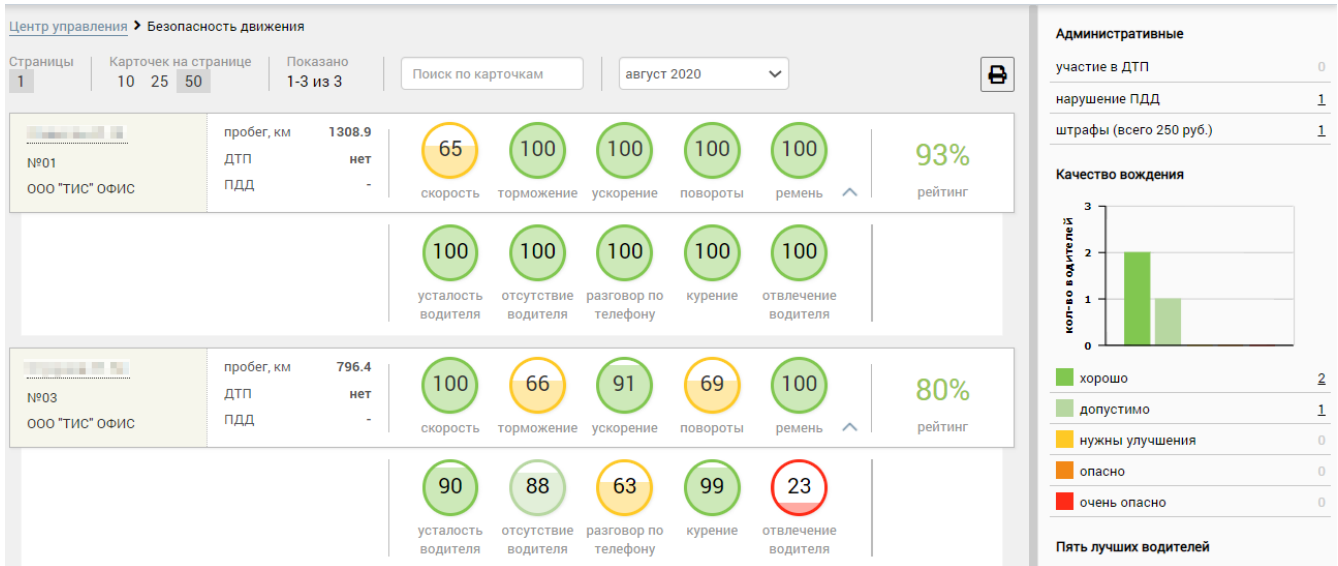 Центр управления > Безопасность движения
Страницы
1
Карточек на странице
10 25 50
Показано
1-3 из 3
Поиск по карточкам
август 2020
№01
ООО "ТИС" ОФИС
пробег, км 1308.9
ДТП нет
ПДД -
65 100 100 100 100
скорость торможение ускорение повороты ремень
93%
рейтинг
100 100 100 100 100
усталость отсутствие разговор по курение отвлечение
водителя водителя телефону водителя
№03
ООО "ТИС" ОФИС
пробег, км 796.4
ДТП нет
ПДД -
100 66 91 69 100
скорость торможение ускорение повороты ремень
80%
рейтинг
90 88 63 99 23
усталость отсутствие разговор по курение отвлечение
водителя водителя телефону водителя
Административные
участие в ДТП 0
нарушение ПДД 1
штрафы (всего 250 руб.) 1
Качество вождения
кол-во водителей
3
2
1
0
хорошо 2
допустимо 1
нужны улучшения 0
опасно 0
очень опасно 0
Пять лучших водителей